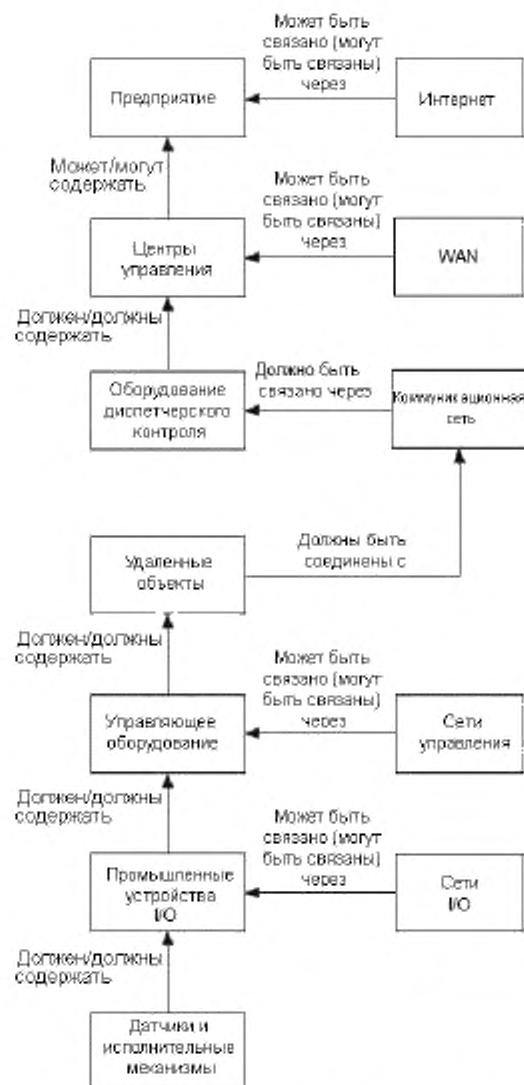 Может быть
связано (могут
быть связаны)
через
Предприятие
Интернет
Может/могут
содержать
Может быть
связано (могут
быть связаны)
через
Центры
управления
WAN
Должен/должны
содержать
Оборудование
диспетчерского
контроля
Должно быть
связано через
Коммуникационная
сеть
Удаленные
объекты
Должны быть
соединены с
Должен/должны
содержать
Может быть
связано (могут
быть связаны)
через
Управляющее
оборудование
Сети
управления
Должен/должны
содержать
Может быть
связано (могут
быть связаны)
через
Промышленные
устройства
I/O
Сети
I/O
Должен/должны
содержать
Датчики и
исполнительные
механизмы